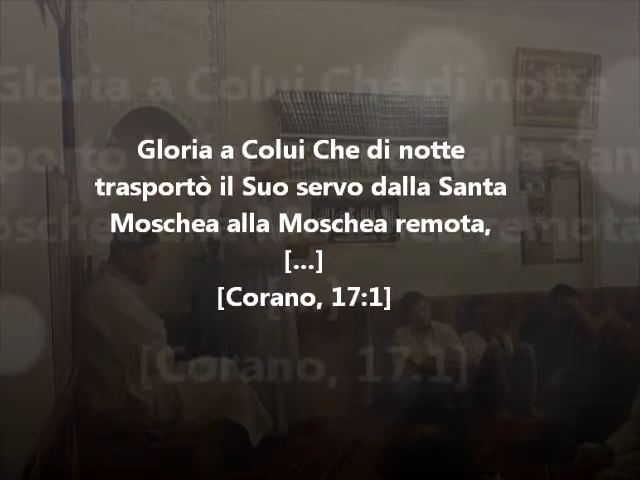 Gloria a Colui Che di notte
trasportò il Suo servo dalla Santa
Moschea alla Moschea remota,
[...]
[Corano, 17:1]